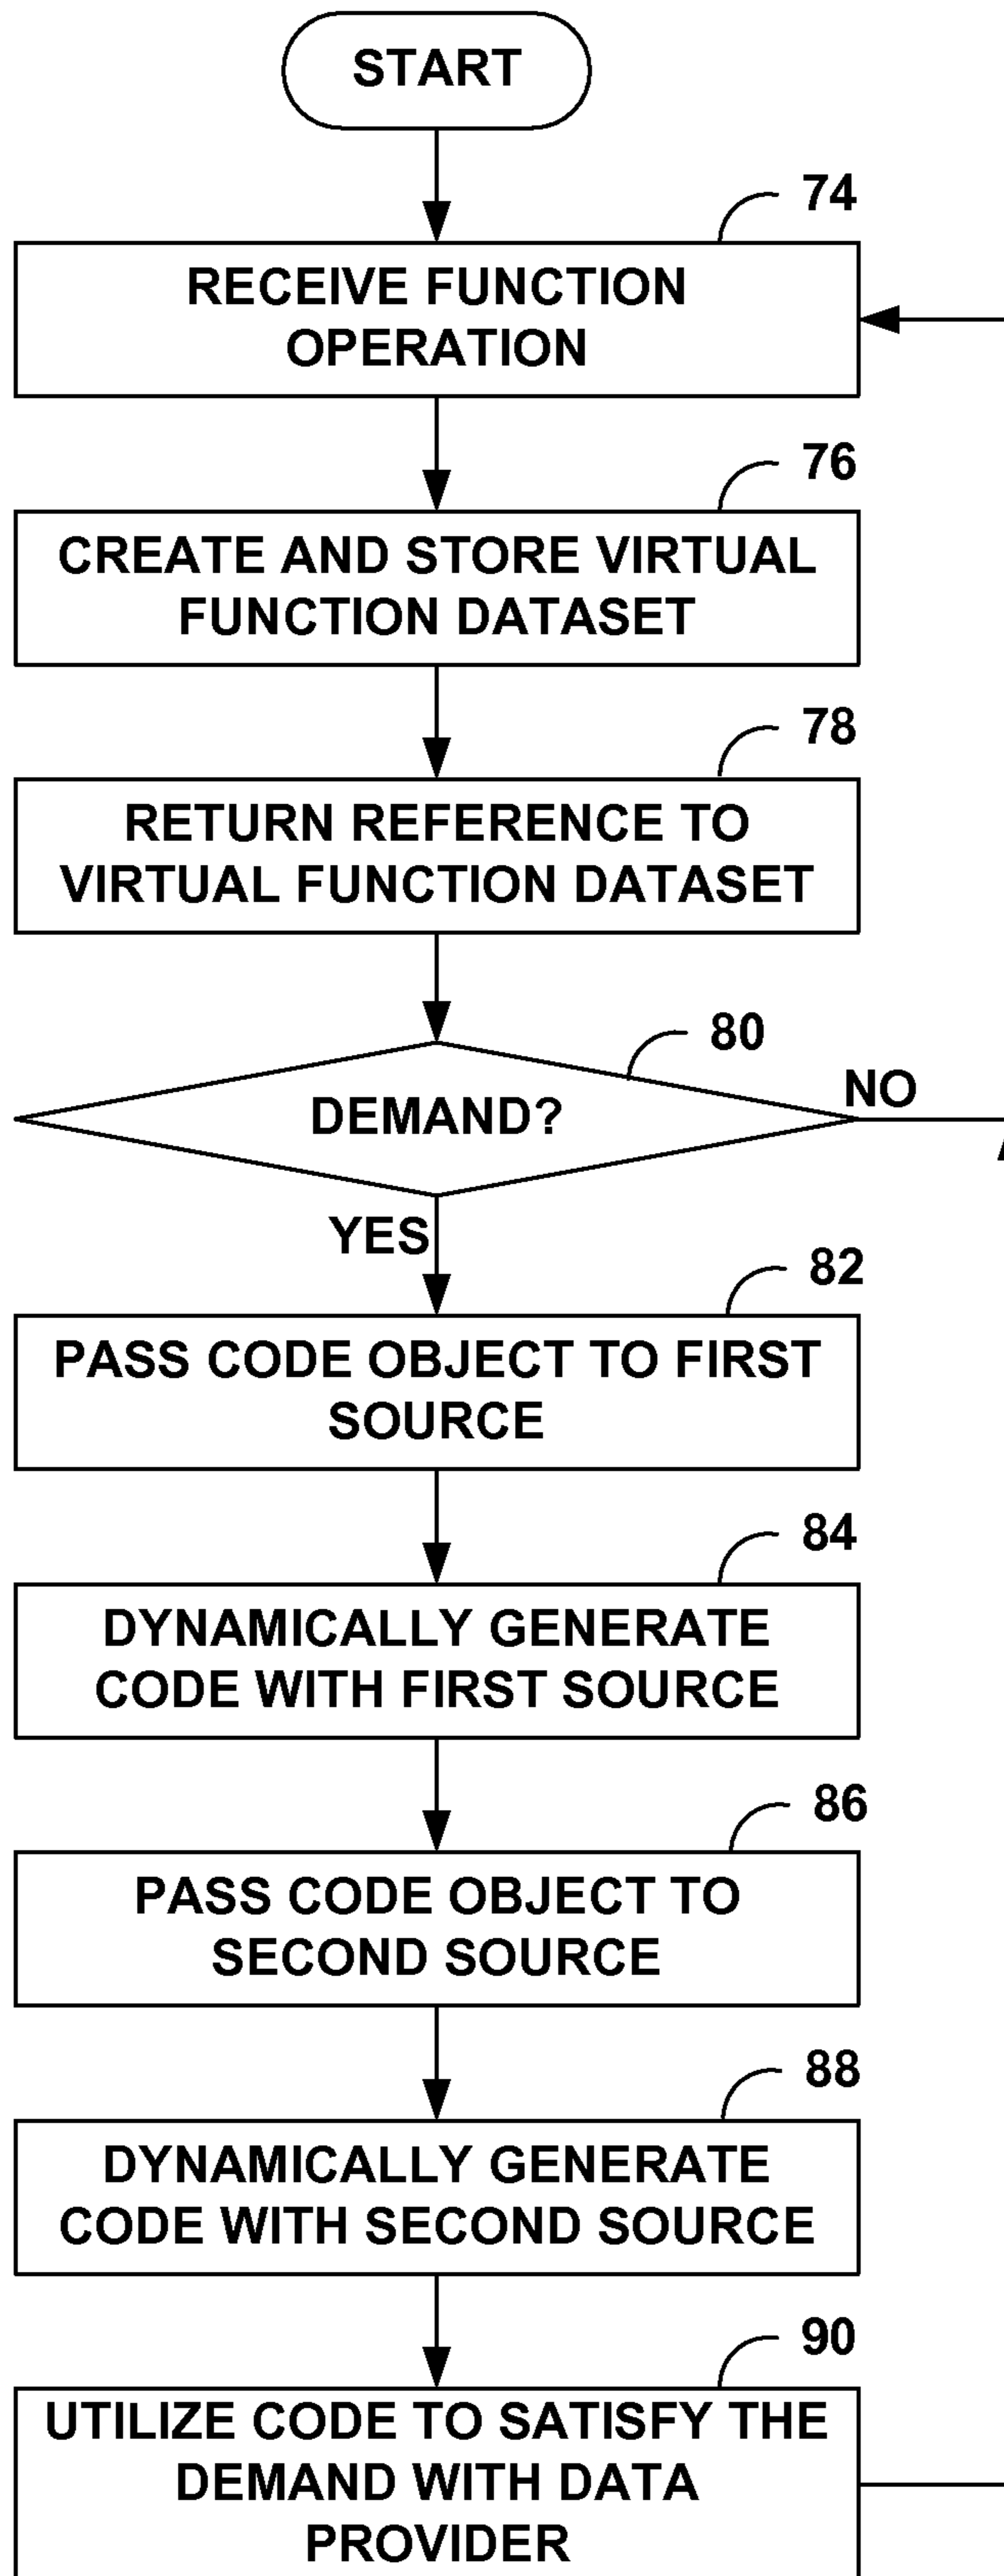 START
74
RECEIVE FUNCTION
OPERATION
76
CREATE AND STORE VIRTUAL
FUNCTION DATASET
78
RETURN REFERENCE TO
VIRTUAL FUNCTION DATASET
80
DEMAND?
NO
YES
82
PASS CODE OBJECT TO FIRST
SOURCE
84
DYNAMICALLY GENERATE
CODE WITH FIRST SOURCE
86
PASS CODE OBJECT TO
SECOND SOURCE
88
DYNAMICALLY GENERATE
CODE WITH SECOND SOURCE
90
UTILIZE CODE TO SATISFY THE
DEMAND WITH DATA
PROVIDER